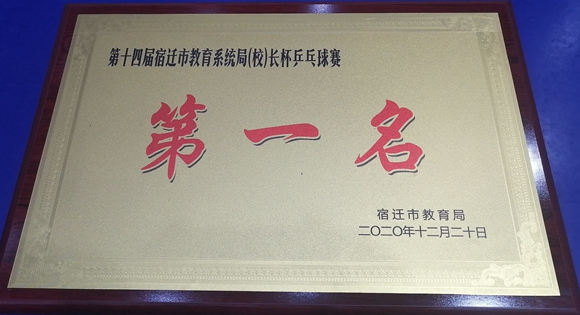 第十四届宿迁市教育系统局(校)长杯乒乓球赛
第一名
宿迁市教育局
二〇二〇年十二月二十日